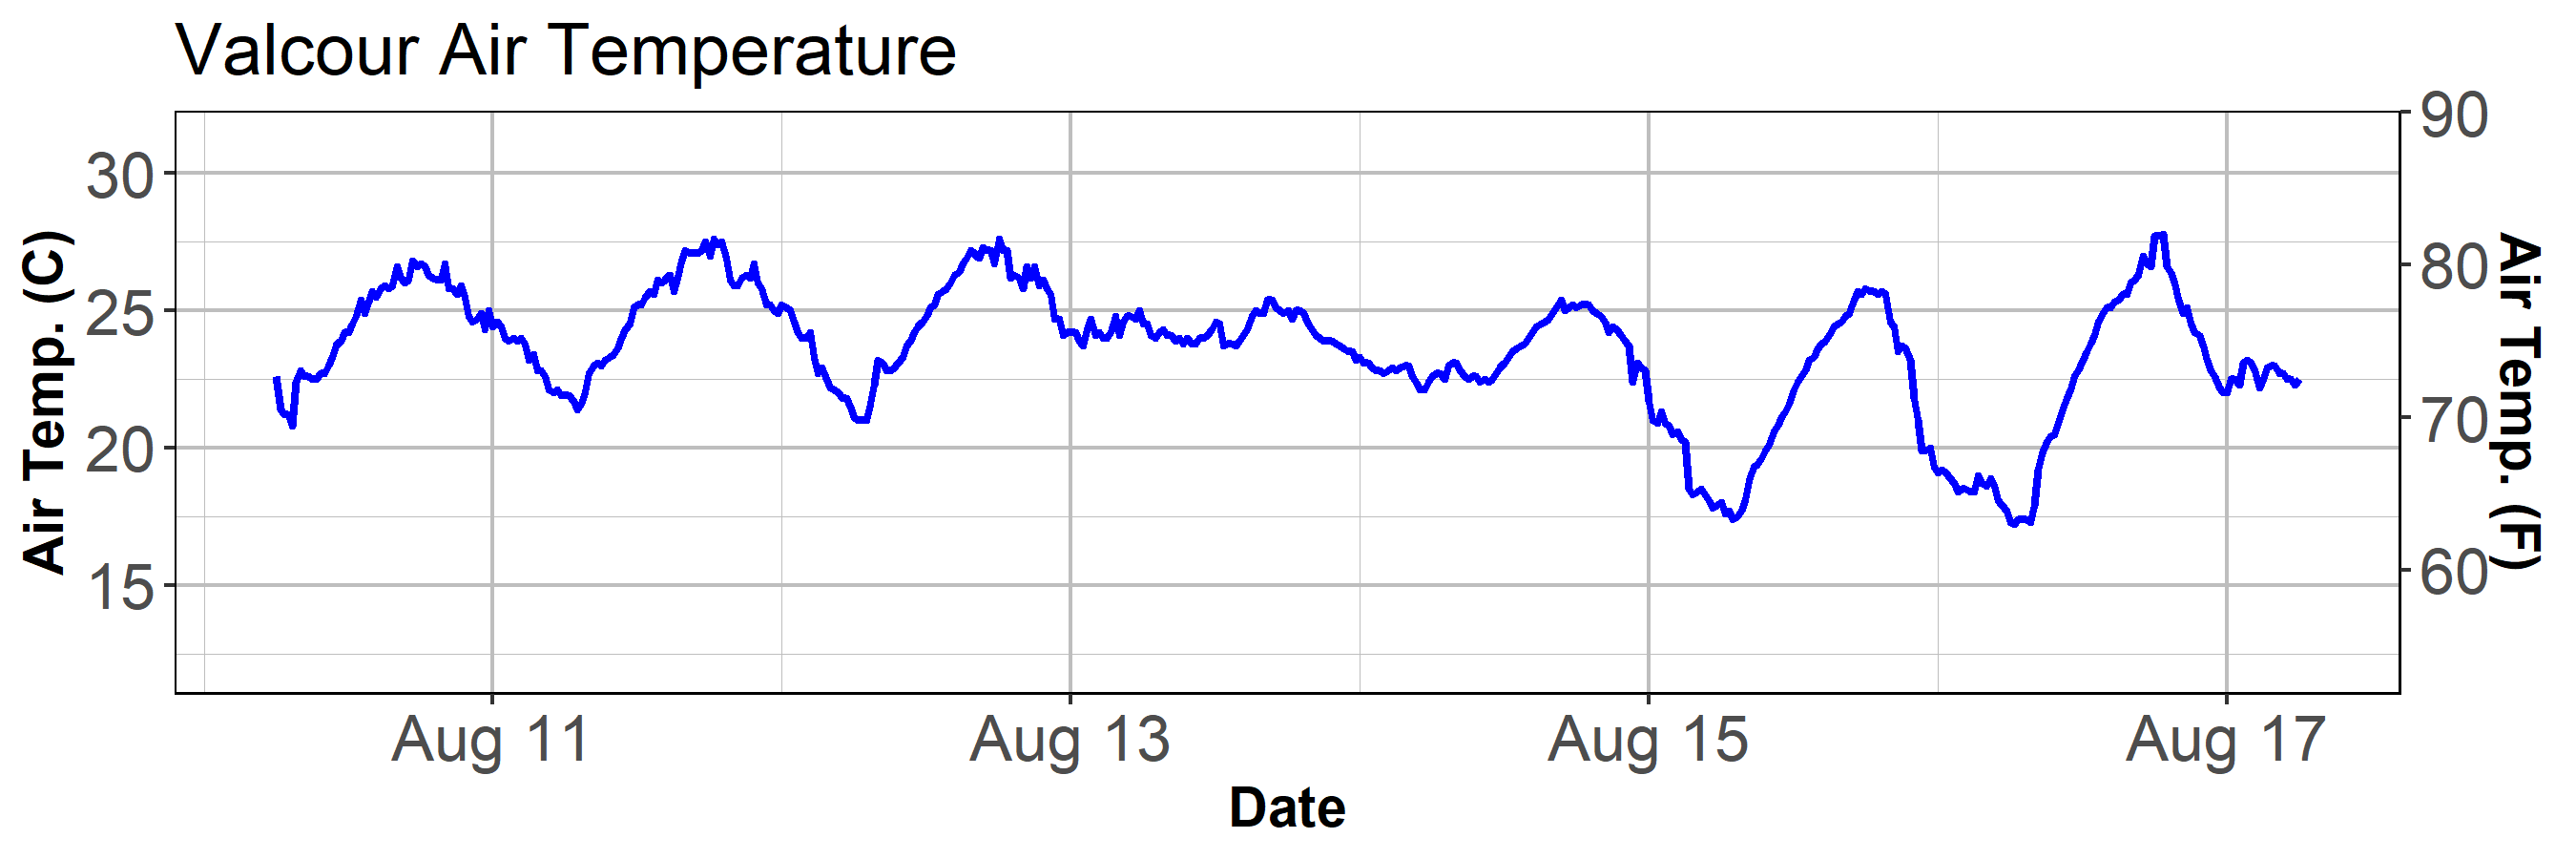 Valcour Air Temperature
Air Temp. (C)
30
25
20
15
90
80
70
60
Air Temp. (F)
Aug 11
Aug 13
Aug 15
Aug 17
Date